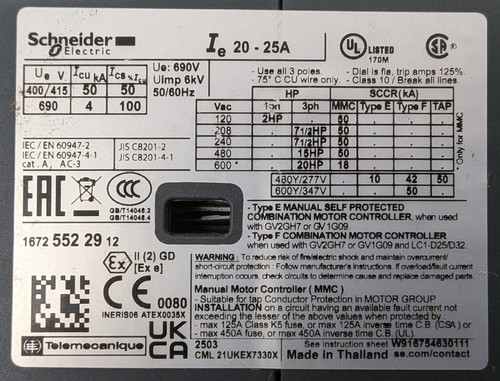 Schneider Electric
Ie 20 - 25A
UL LISTED 170M
Ue V Icu kA Ics % Icu
400/415 50 50
690 4 100
Ue: 690V
UImp 6kV
50/60Hz
- Use all 3 poles. - Dial is fla, trip amps 125%.
- 75° C CU wire only. - Class 10 / Break all lines.
HP SCCR(kA)
Vac 1ph 3ph MMC Type E Type F TAP
120 2HP . 50 . . .
208 . 7 1/2HP 50 . . .
240 . 7 1/2HP 50 . . .
480 . 15HP 50 . . .
600 * . 20HP 18 . . .
480Y/277V . 10 42 50
600Y/347V . . . .
* Only for MMC
IEC / EN 60947-2 JIS C8201-2
IEC / EN 60947-4-1 JIS C8201-4-1
cat. A, AC-3
EAC CCC
GB/T14048.2
GB/T14048.4
1672 552 29 12
- Type E MANUAL SELF PROTECTED
COMBINATION MOTOR CONTROLLER, when
used with GV2GH7 or GV1G09.
- Type F COMBINATION MOTOR CONTROLLER
when used with GV2GH7 or GV1G09 and LC1-D25/D32.
Ex II (2) GD
[Ex e]
CE 0080
INERIS06 ATEX0035X
UKCA
2503
CML 21UKEX7330X
Telemecanique
WARNING : To reduce risk of fire/electric shock and maintain overcurrent/
short-circuit protection : Follow manufacturer's instructions. If overload/fault current
interruption occurs, check circuits to determine cause and replace damaged parts.
Manual Motor Controller ( MMC )
- Suitable for tap Conductor Protection in MOTOR GROUP
INSTALLATION on a circuit having an available fault current not
exceeding the lesser of the above values when protected by :
- max 125A Class K5 fuse, or max 125A inverse time C.B (CSA) or
- max 450A fuse, or max 400A inverse time C.B. (UL).
See instruction sheet W916754630111
Made in Thailand se.com/contact